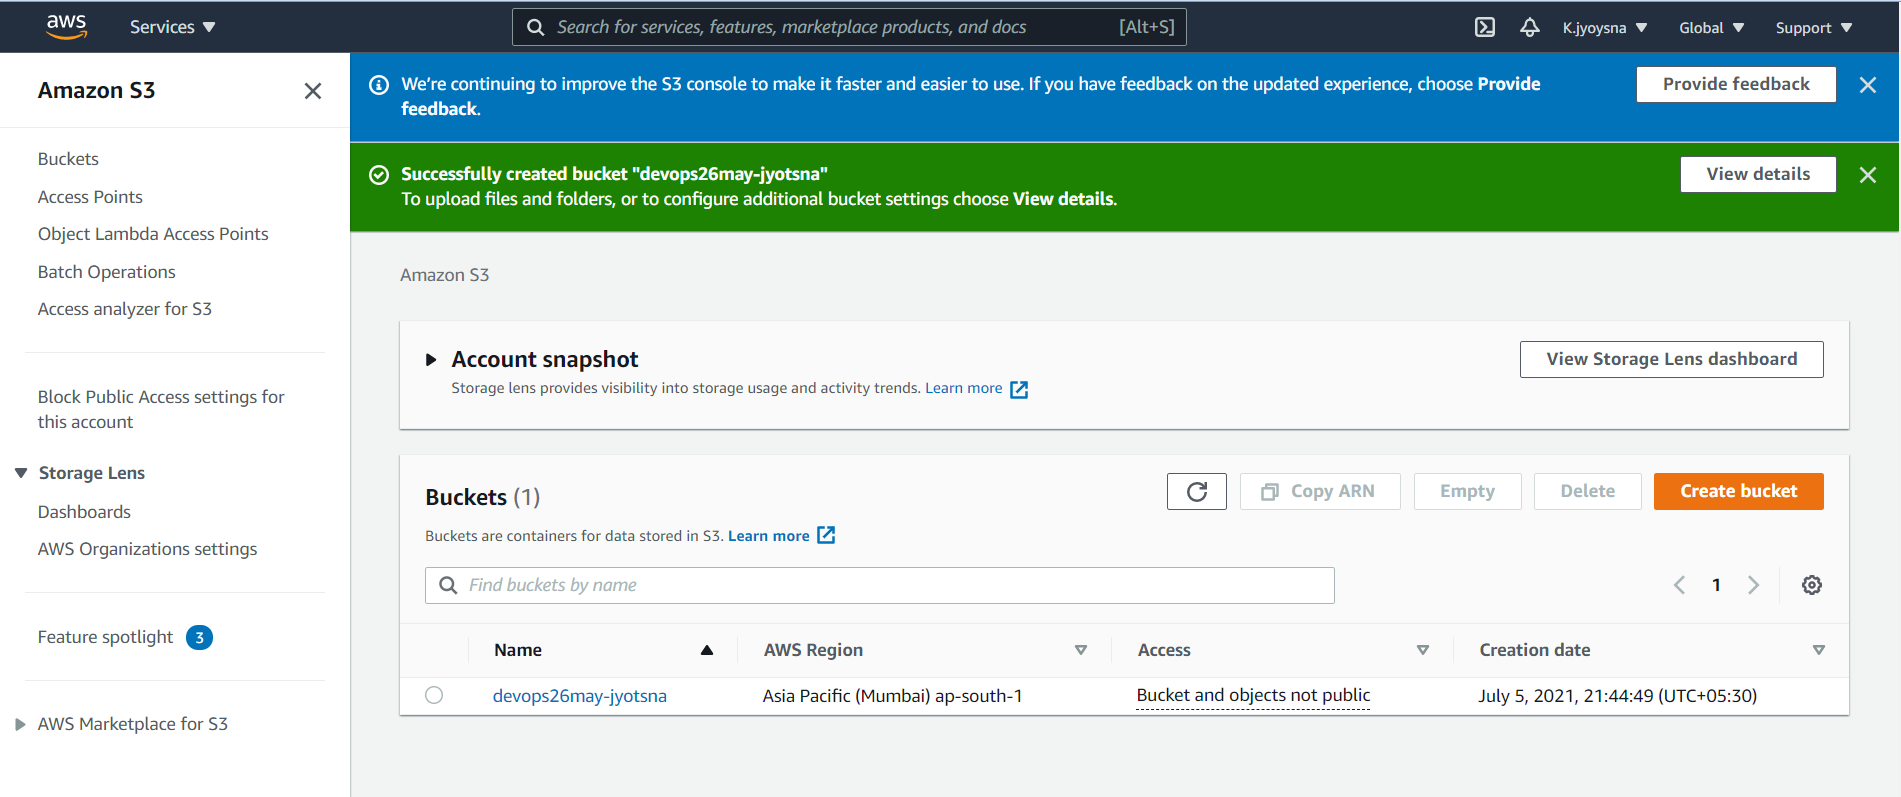 aws
Services
Search for services, features, marketplace products, and docs
[Alt+S]
K.jyoysna
Global
Support
Amazon S3
Buckets
Access Points
Object Lambda Access Points
Batch Operations
Access analyzer for S3
Block Public Access settings for
this account
Storage Lens
Dashboards
AWS Organizations settings
Feature spotlight 3
AWS Marketplace for S3
We're continuing to improve the S3 console to make it faster and easier to use. If you have feedback on the updated experience, choose Provide
feedback.
Provide feedback
Successfully created bucket "devops26may-jyotsna"
To upload files and folders, or to configure additional bucket settings choose View details.
View details
Amazon S3
Account snapshot
Storage lens provides visibility into storage usage and activity trends. Learn more
View Storage Lens dashboard
Buckets (1)
Copy ARN
Empty
Delete
Create bucket
Buckets are containers for data stored in S3. Learn more
Find buckets by name
1
Name AWS Region Access Creation date
devops26may-jyotsna Asia Pacific (Mumbai) ap-south-1 Bucket and objects not public July 5, 2021, 21:44:49 (UTC+05:30)